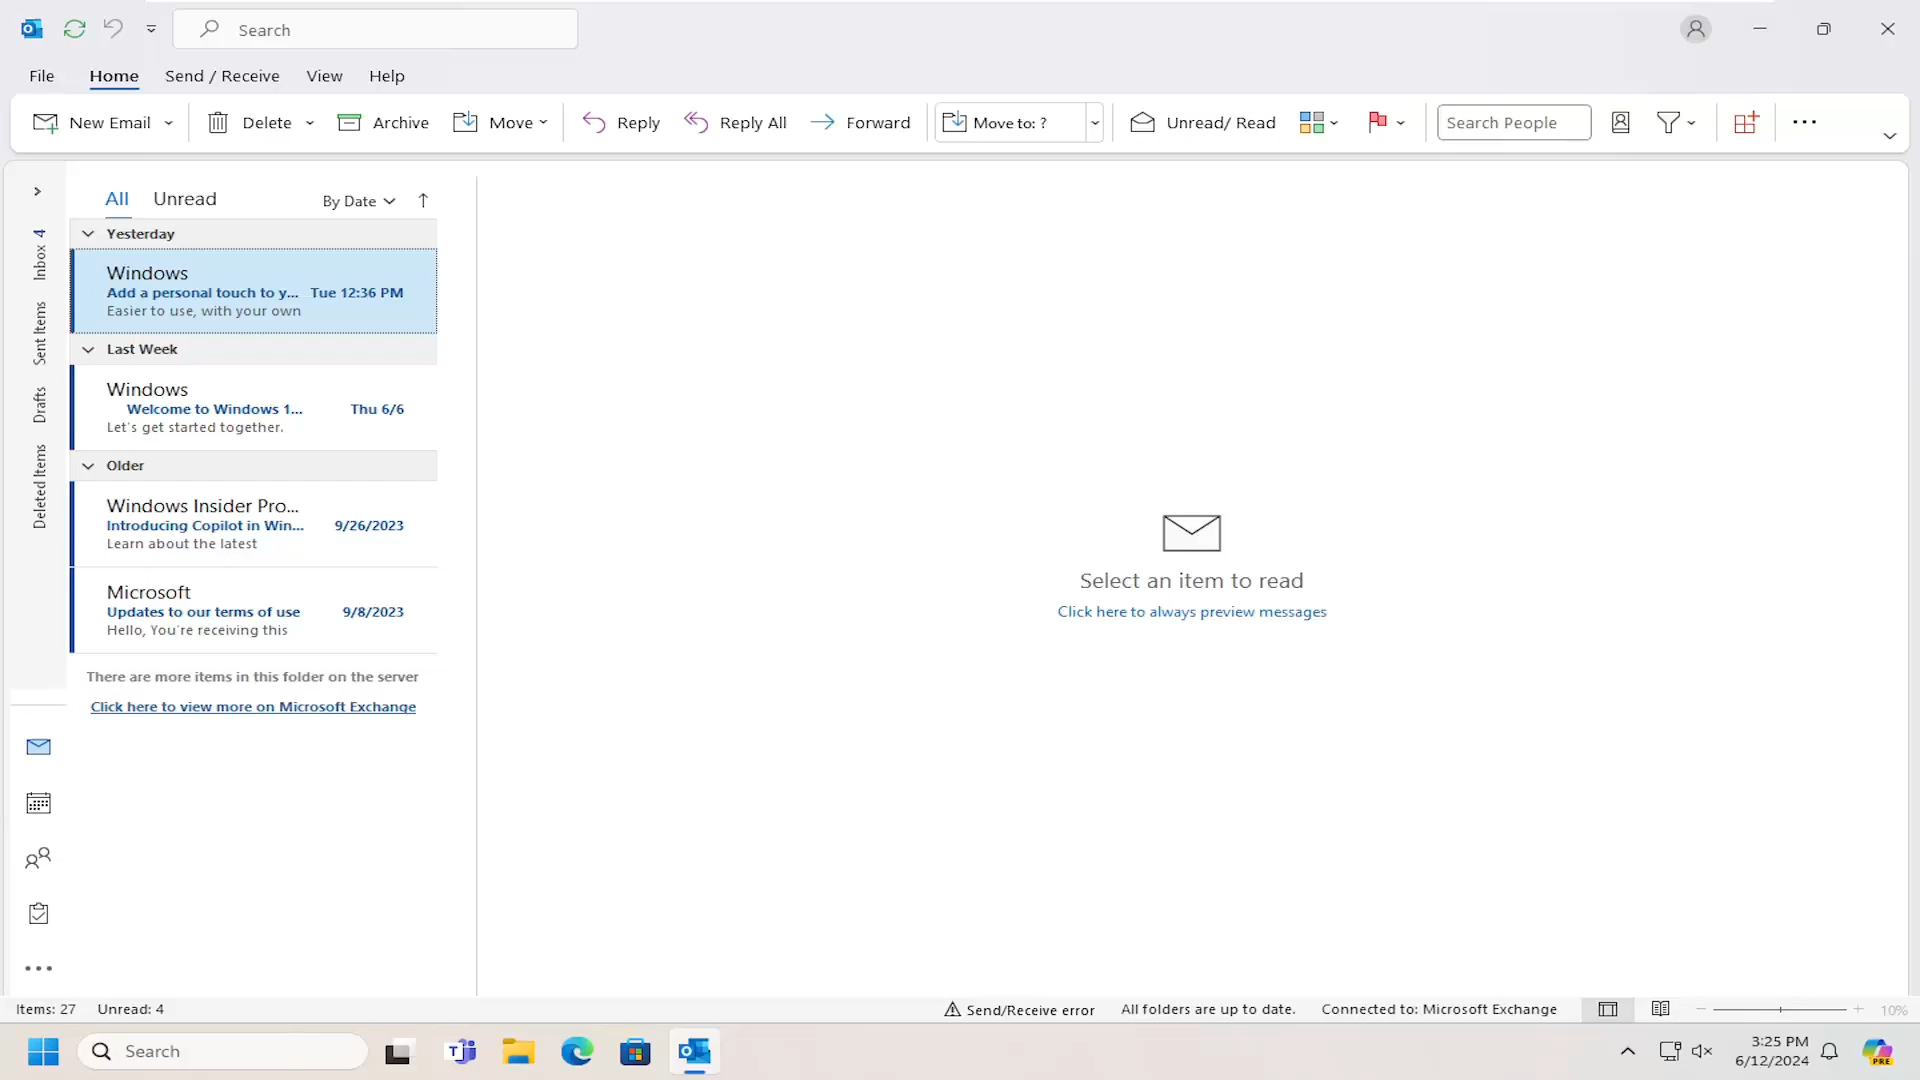 Search
File Home Send / Receive View Help
New Email Delete Archive Move Reply Reply All Forward Move to: ? Unread/ Read Search People
All Unread By Date
Inbox 4
Sent Items
Drafts
Deleted Items
Yesterday
Windows
Add a personal touch to y... Tue 12:36 PM
Easier to use, with your own
Last Week
Windows
Welcome to Windows 1... Thu 6/6
Let's get started together.
Older
Windows Insider Pro...
Introducing Copilot in Win... 9/26/2023
Learn about the latest
Microsoft
Updates to our terms of use 9/8/2023
Hello, You're receiving this
There are more items in this folder on the server
Click here to view more on Microsoft Exchange
Select an item to read
Click here to always preview messages
Items: 27 Unread: 4 Send/Receive error All folders are up to date. Connected to: Microsoft Exchange 10%
Search
3:25 PM
6/12/2024
PRE